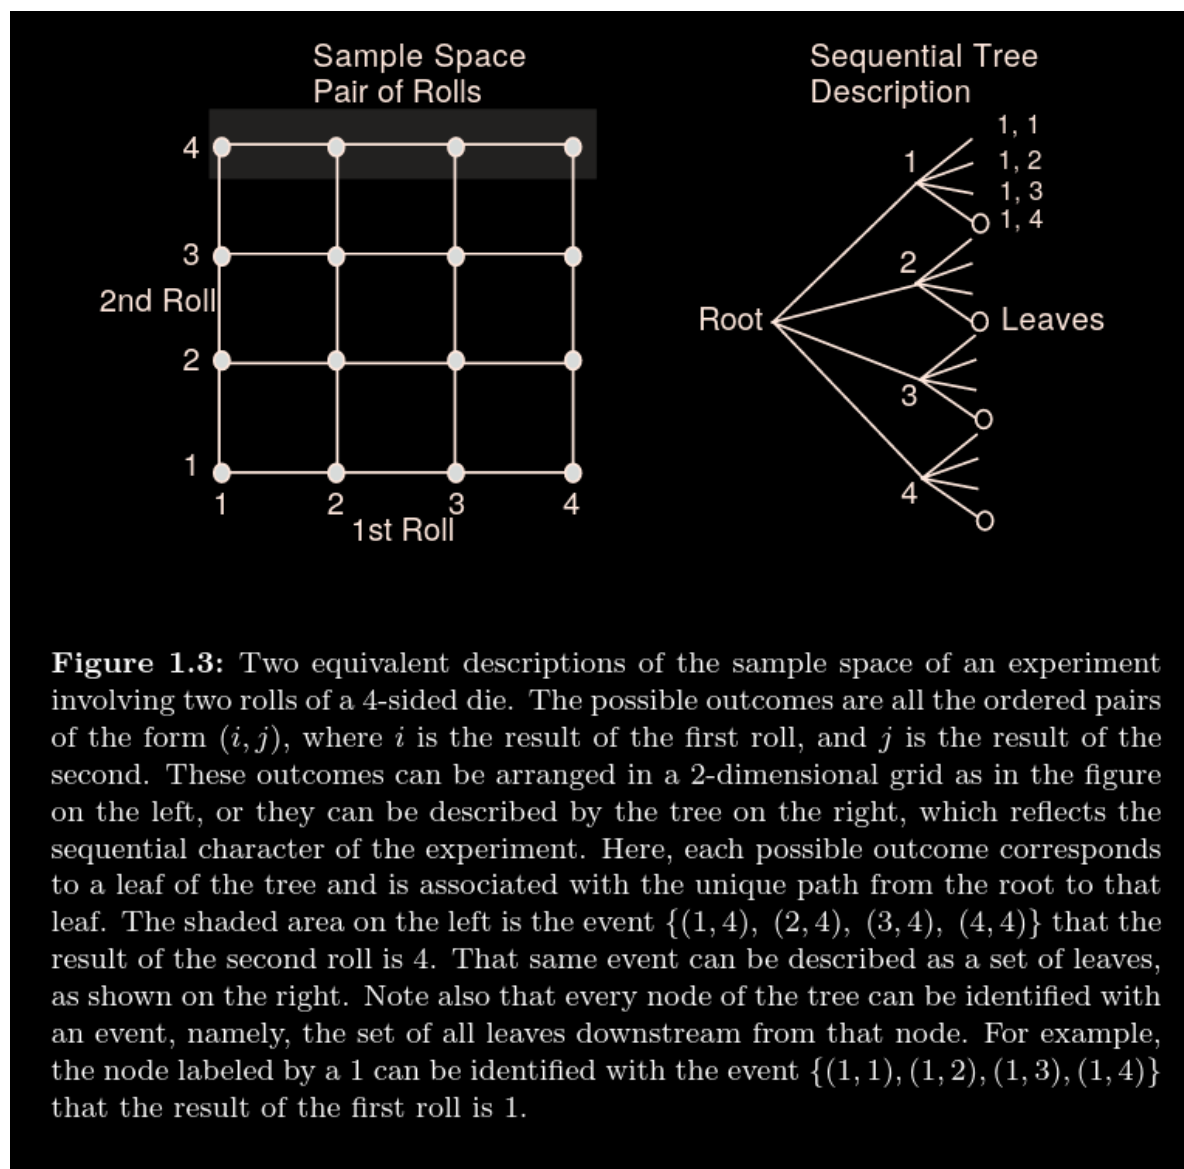 Sample Space
Pair of Rolls
4
3
2nd Roll
2
1
1
2
3
4
1st Roll
Sequential Tree
Description
1
1, 1
1, 2
1, 3
1, 4
2
Root
Leaves
3
4
Figure 1.3: Two equivalent descriptions of the sample space of an experiment
involving two rolls of a 4-sided die. The possible outcomes are all the ordered pairs
of the form (i, j), where i is the result of the first roll, and j is the result of the
second. These outcomes can be arranged in a 2-dimensional grid as in the figure
on the left, or they can be described by the tree on the right, which reflects the
sequential character of the experiment. Here, each possible outcome corresponds
to a leaf of the tree and is associated with the unique path from the root to that
leaf. The shaded area on the left is the event {(1, 4), (2, 4), (3, 4), (4, 4)} that the
result of the second roll is 4. That same event can be described as a set of leaves,
as shown on the right. Note also that every node of the tree can be identified with
an event, namely, the set of all leaves downstream from that node. For example,
the node labeled by a 1 can be identified with the event {(1, 1), (1, 2), (1, 3), (1, 4)}
that the result of the first roll is 1.